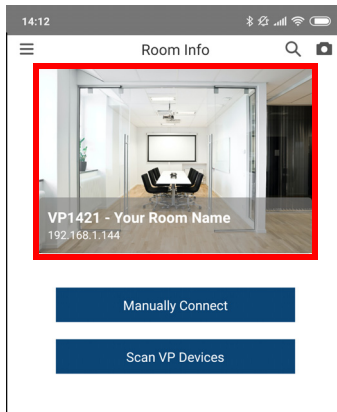 14:12
Room Info
VP1421 - Your Room Name
192.168.1.144
Manually Connect
Scan VP Devices